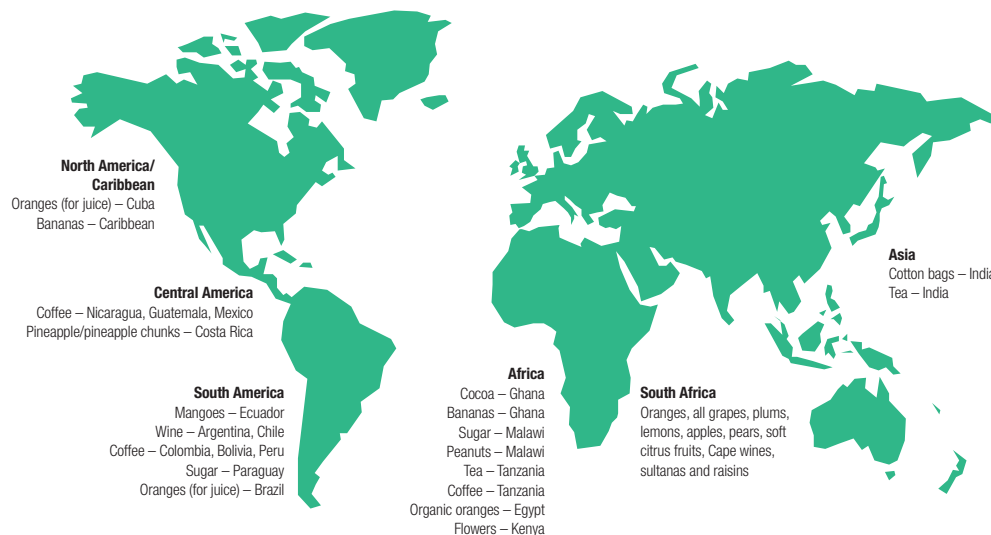 North America/
Caribbean
Oranges (for juice) – Cuba
Bananas – Caribbean
Central America
Coffee – Nicaragua, Guatemala, Mexico
Pineapple/pineapple chunks – Costa Rica
South America
Mangoes – Ecuador
Wine – Argentina, Chile
Coffee – Colombia, Bolivia, Peru
Sugar – Paraguay
Oranges (for juice) – Brazil
Africa
Cocoa – Ghana
Bananas – Ghana
Sugar – Malawi
Peanuts – Malawi
Tea – Tanzania
Coffee – Tanzania
Organic oranges – Egypt
Flowers – Kenya
South Africa
Oranges, all grapes, plums,
lemons, apples, pears, soft
citrus fruits, Cape wines,
sultanas and raisins
Asia
Cotton bags – India
Tea – India